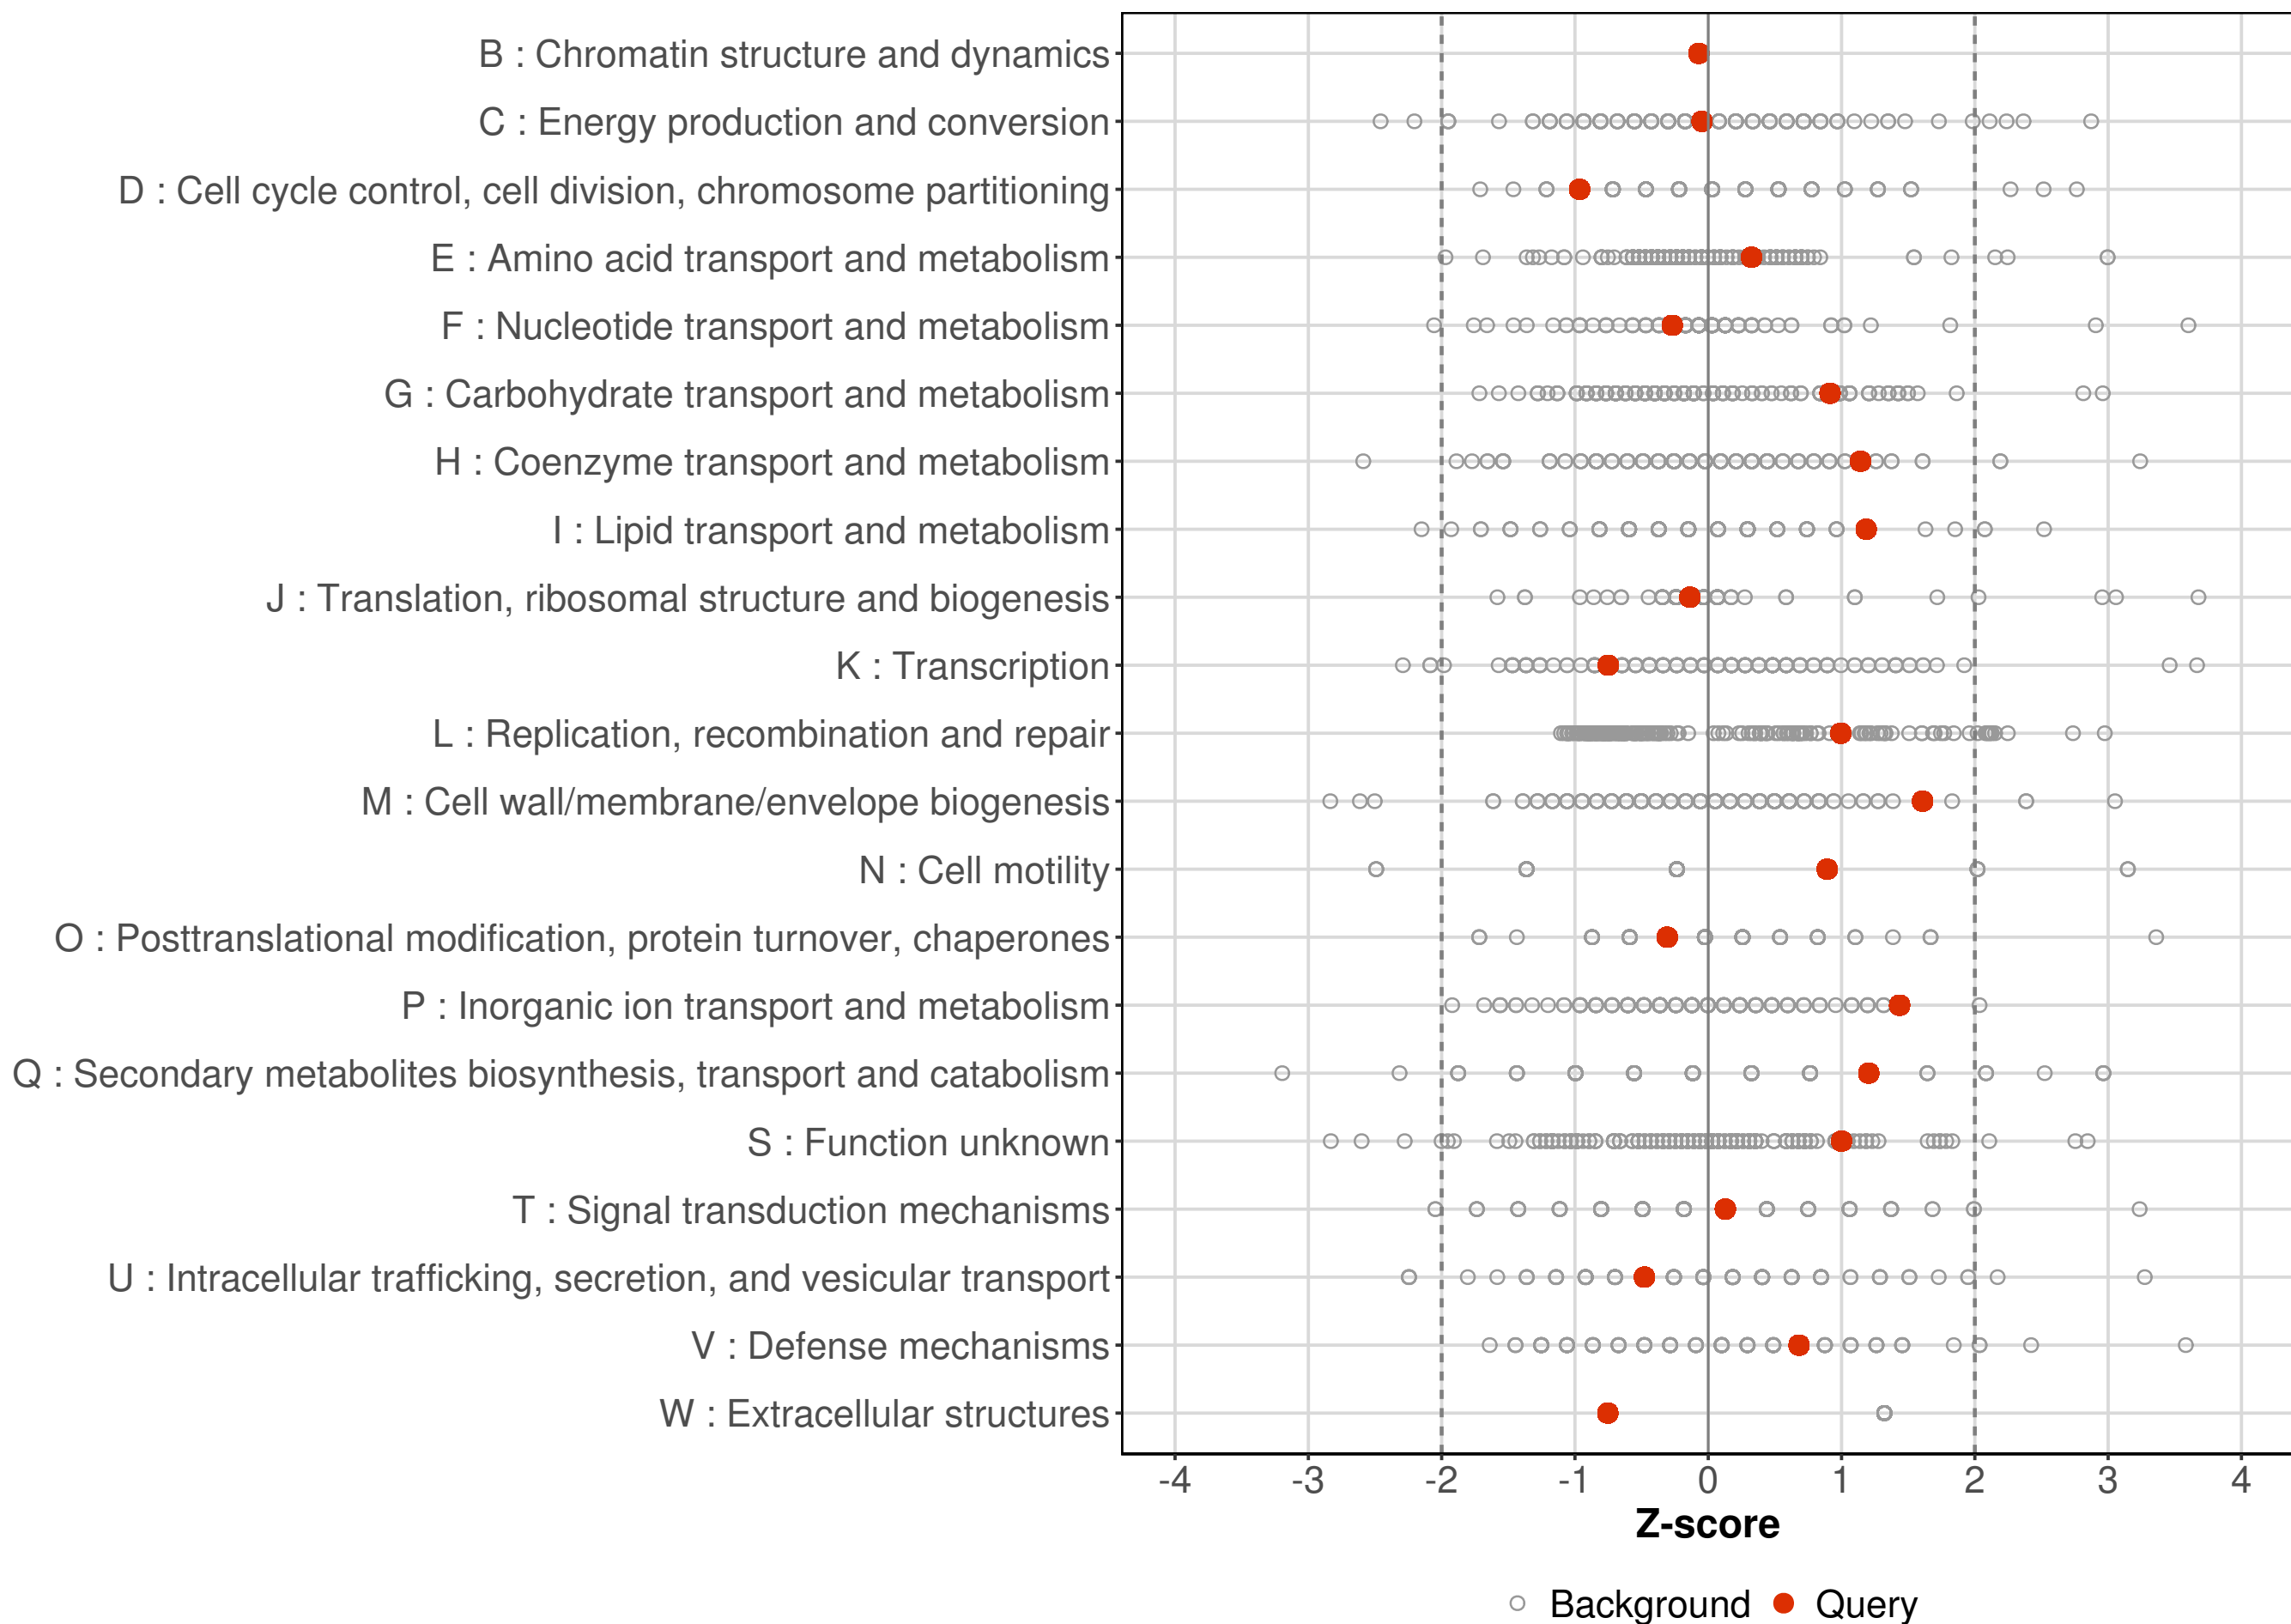 B : Chromatin structure and dynamics
C : Energy production and conversion
D : Cell cycle control, cell division, chromosome partitioning
E : Amino acid transport and metabolism
F : Nucleotide transport and metabolism
G : Carbohydrate transport and metabolism
H : Coenzyme transport and metabolism
I : Lipid transport and metabolism
J : Translation, ribosomal structure and biogenesis
K : Transcription
L : Replication, recombination and repair
M : Cell wall/membrane/envelope biogenesis
N : Cell motility
O : Posttranslational modification, protein turnover, chaperones
P : Inorganic ion transport and metabolism
Q : Secondary metabolites biosynthesis, transport and catabolism
S : Function unknown
T : Signal transduction mechanisms
U : Intracellular trafficking, secretion, and vesicular transport
V : Defense mechanisms
W : Extracellular structures
-4 -3 -2 -1 0 1 2 3 4
Z-score
Background Query